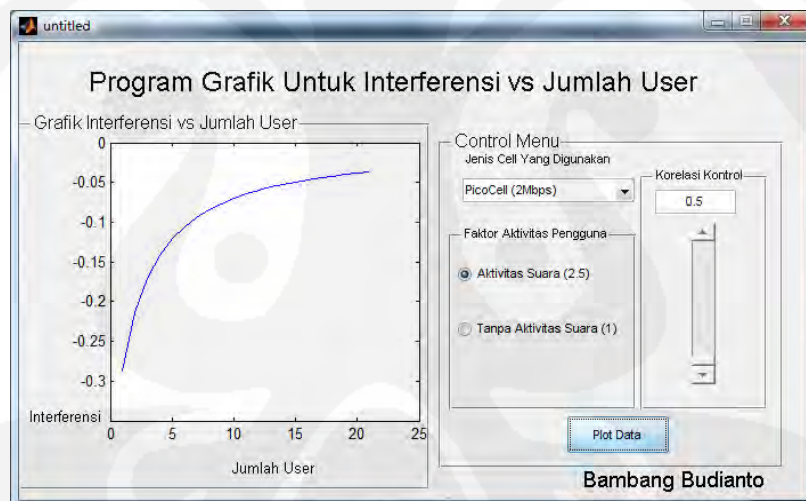 untitled
Program Grafik Untuk Interferensi vs Jumlah User
Grafik Interferensi vs Jumlah User
0
-0.05
-0.1
-0.15
-0.2
-0.25
-0.3
Interferensi
0 5 10 15 20 25
Jumlah User
Control Menu
Jenis Cell Yang Digunakan
PicoCell (2Mbps)
Faktor Aktivitas Pengguna
Aktivitas Suara (2.5)
Tanpa Aktivitas Suara (1)
Korelasi Kontrol
0.5
Plot Data
Bambang Budianto